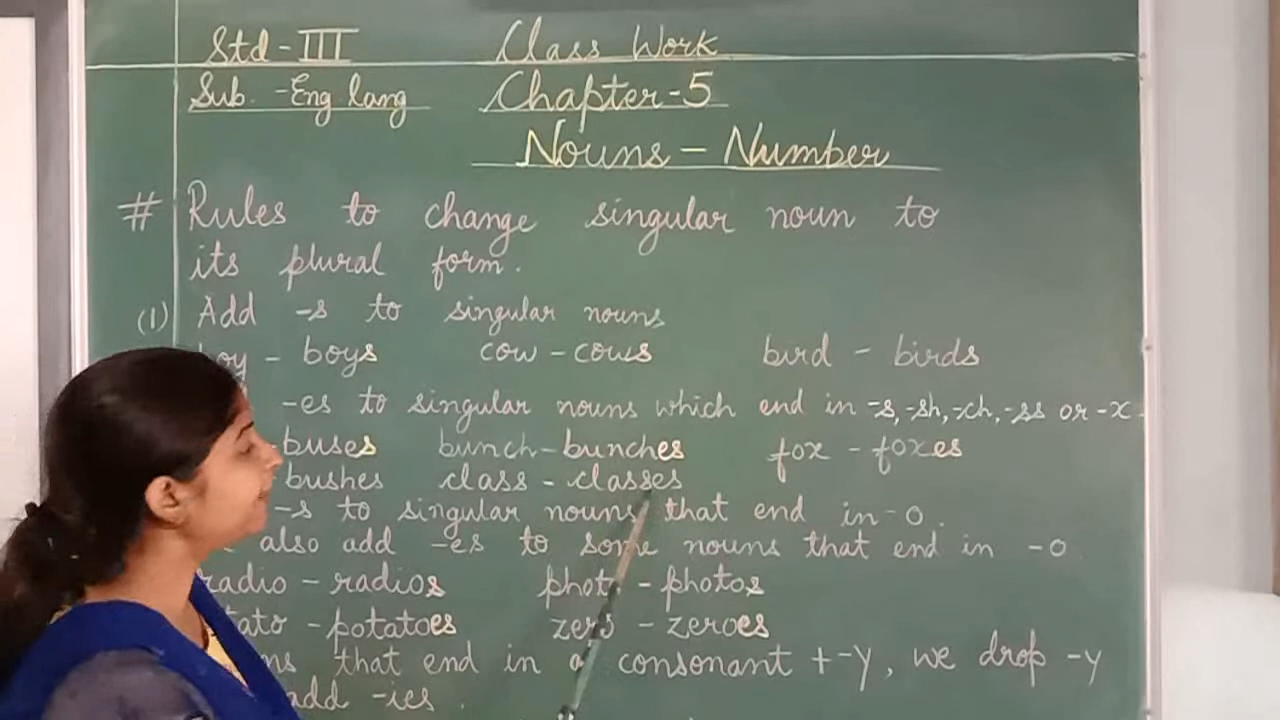 Std - III Class Work
Sub. - Eng lang Chapter - 5
Nouns - Number
# Rules to change singular noun to
its plural form.
(1) Add -s to singular nouns
boy - boys cow - cows bird - birds
-es to singular nouns which end in -s, -sh, -ch, -ss or -x.
- buses bunch - bunches fox - foxes
bushes class - classes
-s to singular nouns that end in -o.
also add -es to some nouns that end in -o
radio - radios photo - photos
- potatoes zero - zeroes
that end in a consonant + -y, we drop -y
add -ies.